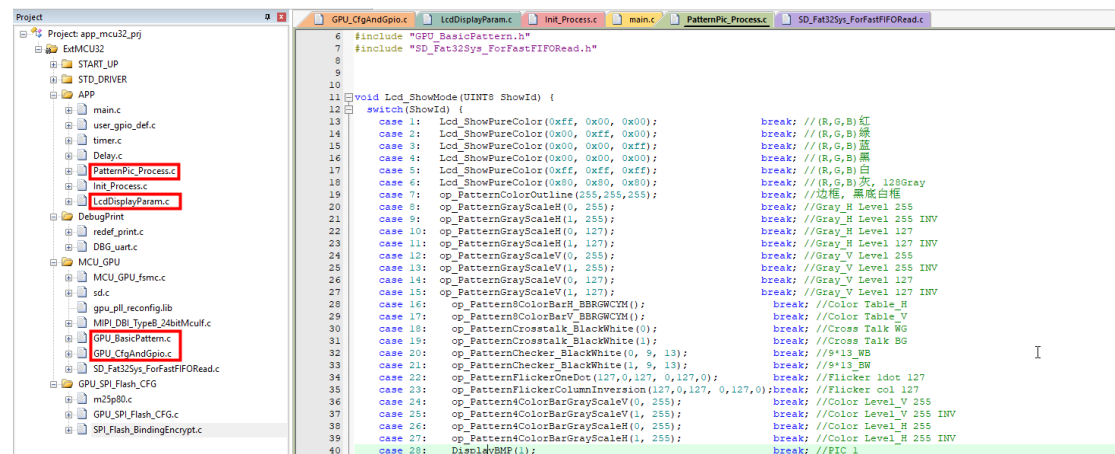 Project
Project: app_mcu32_prj
ExtMCU32
START_UP
STD_DRIVER
APP
main.c
user_gpio_def.c
timer.c
Delay.c
PatternPic_Process.c
Init_Process.c
LcdDisplayParam.c
DebugPrint
redef_print.c
DBG_uart.c
MCU_GPU
MCU_GPU_fsmc.c
sd.c
gpu_pll_reconfig.lib
MIPI_DBI_TypeB_24bitMculf.c
GPU_BasicPattern.c
GPU_CfgAndGpio.c
SD_Fat32Sys_ForFastFIFORead.c
GPU_SPI_Flash_CFG
m25p80.c
GPU_SPI_Flash_CFG.c
SPI_Flash_BindingEncrypt.c
GPU_CfgAndGpio.c LcdDisplayParam.c Init_Process.c main.c PatternPic_Process.c SD_Fat32Sys_ForFastFIFORead.c
6 #include "GPU_BasicPattern.h"
7 #include "SD_Fat32Sys_ForFastFIFORead.h"
8
9
10
11 void Lcd_ShowMode(UINT8 ShowId) {
12 switch(ShowId) {
13 case 1: Lcd_ShowPureColor(0xff, 0x00, 0x00); break; //(R,G,B)红
14 case 2: Lcd_ShowPureColor(0x00, 0xff, 0x00); break; //(R,G,B)绿
15 case 3: Lcd_ShowPureColor(0x00, 0x00, 0xff); break; //(R,G,B)蓝
16 case 4: Lcd_ShowPureColor(0x00, 0x00, 0x00); break; //(R,G,B)黑
17 case 5: Lcd_ShowPureColor(0xff, 0xff, 0xff); break; //(R,G,B)白
18 case 6: Lcd_ShowPureColor(0x80, 0x80, 0x80); break; //(R,G,B)灰, 128Gray
19 case 7: op_PatternColorOutline(255,255,255); break; //边框, 黑底白框
20 case 8: op_PatternGrayScaleH(0, 255); break; //Gray_H Level 255
21 case 9: op_PatternGrayScaleH(1, 255); break; //Gray_H Level 255 INV
22 case 10: op_PatternGrayScaleH(0, 127); break; //Gray_H Level 127
23 case 11: op_PatternGrayScaleH(1, 127); break; //Gray_H Level 127 INV
24 case 12: op_PatternGrayScaleV(0, 255); break; //Gray_V Level 255
25 case 13: op_PatternGrayScaleV(1, 255); break; //Gray_V Level 255 INV
26 case 14: op_PatternGrayScaleV(0, 127); break; //Gray_V Level 127
27 case 15: op_PatternGrayScaleV(1, 127); break; //Gray_V Level 127 INV
28 case 16: op_Pattern8ColorBarH_BBRGWCYM(); break; //Color Table_H
29 case 17: op_Pattern8ColorBarV_BBRGWCYM(); break; //Color Table_V
30 case 18: op_PatternCrosstalk_BlackWhite(0); break; //Cross Talk WG
31 case 19: op_PatternCrosstalk_BlackWhite(1); break; //Cross Talk BG
32 case 20: op_PatternChecker_BlackWhite(0, 9, 13); break; //9*13_WB
33 case 21: op_PatternChecker_BlackWhite(1, 9, 13); break; //9*13_BW
34 case 22: op_PatternFlickerOneDot(127,0,127, 0,127,0); break; //Flicker 1dot 127
35 case 23: op_PatternFlickerColumnInversion(127,0,127, 0,127,0); break; //Flicker col 127
36 case 24: op_Pattern4ColorBarGrayScaleV(0, 255); break; //Color Level_V 255
37 case 25: op_Pattern4ColorBarGrayScaleV(1, 255); break; //Color Level_V 255 INV
38 case 26: op_Pattern4ColorBarGrayScaleH(0, 255); break; //Color Level_H 255
39 case 27: op_Pattern4ColorBarGrayScaleH(1, 255); break; //Color Level_H 255 INV
40 case 28: DisplayBMP(1); break; //PIC 1